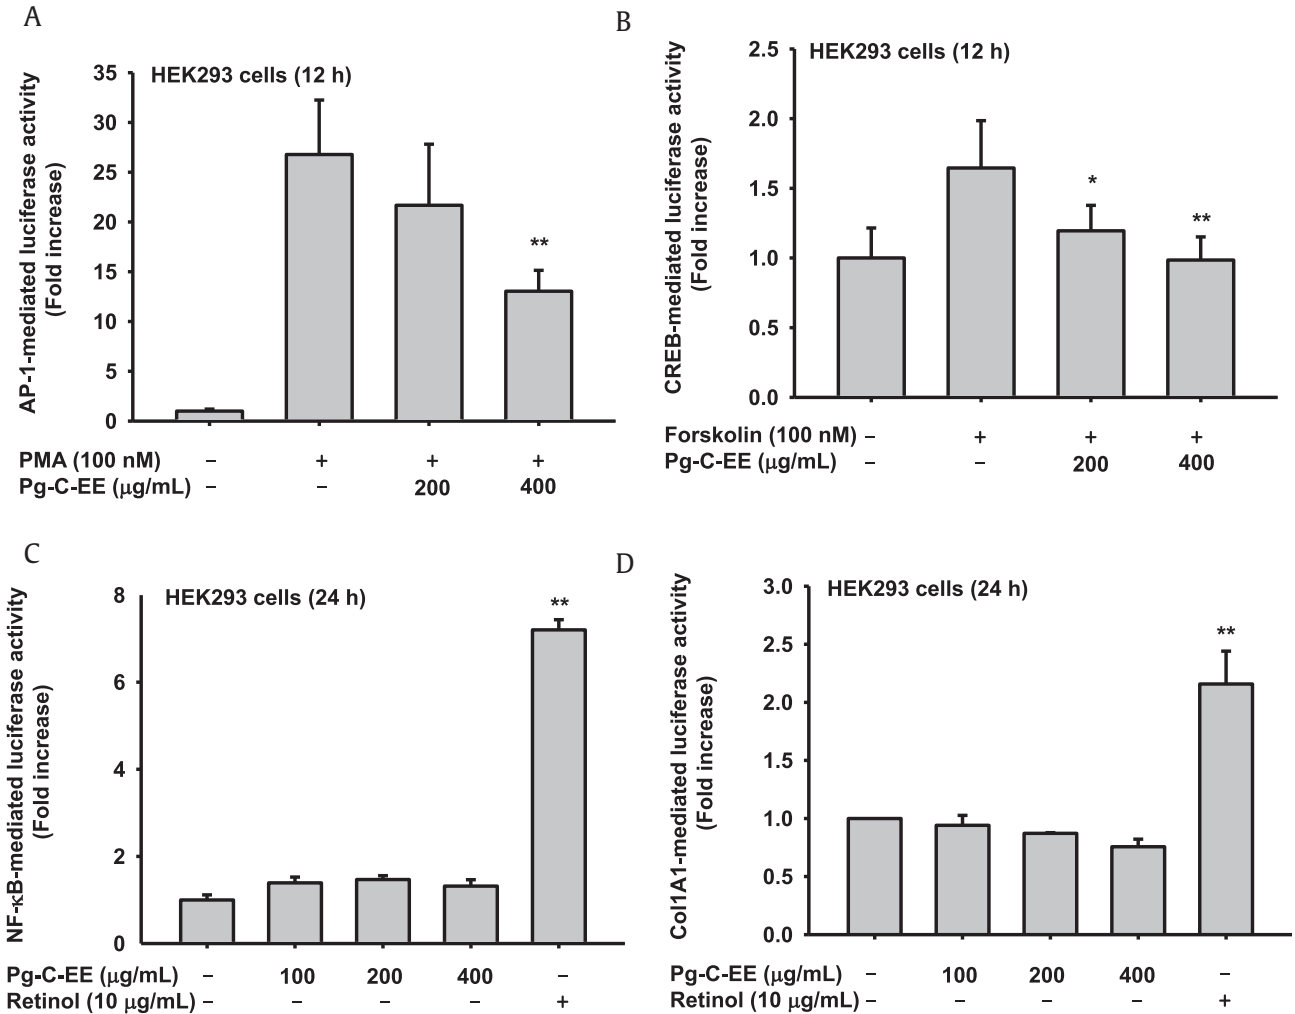 A
HEK293 cells (12 h)
AP-1-mediated luciferase activity
(Fold increase)
35
30
25
20
15
10
5
0
**
PMA (100 nM) – + + +
Pg-C-EE (μg/mL) – – 200 400
B
HEK293 cells (12 h)
CREB-mediated luciferase activity
(Fold increase)
2.5
2.0
1.5
1.0
0.5
0.0
*
**
Forskolin (100 nM) – + + +
Pg-C-EE (μg/mL) – – 200 400
C
HEK293 cells (24 h)
NF-κB-mediated luciferase activity
(Fold increase)
8
6
4
2
0
**
Pg-C-EE (μg/mL) – 100 200 400 –
Retinol (10 μg/mL) – – – – +
D
HEK293 cells (24 h)
Col1A1-mediated luciferase activity
(Fold increase)
3.0
2.5
2.0
1.5
1.0
0.5
0.0
**
Pg-C-EE (μg/mL) – 100 200 400 –
Retinol (10 μg/mL) – – – – +